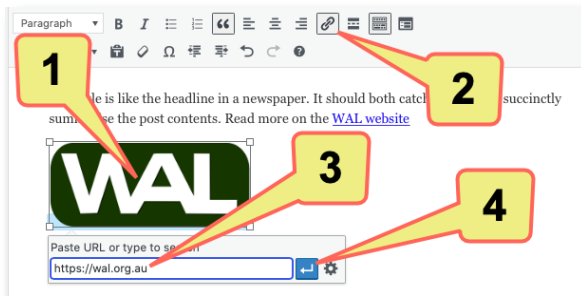 Paragraph
B I
1
2
le is like the headline in a newspaper. It should both catch succinctly
sum se the post contents. Read more on the WAL website
WAL
3
4
Paste URL or type to se ch
https://wal.org.au